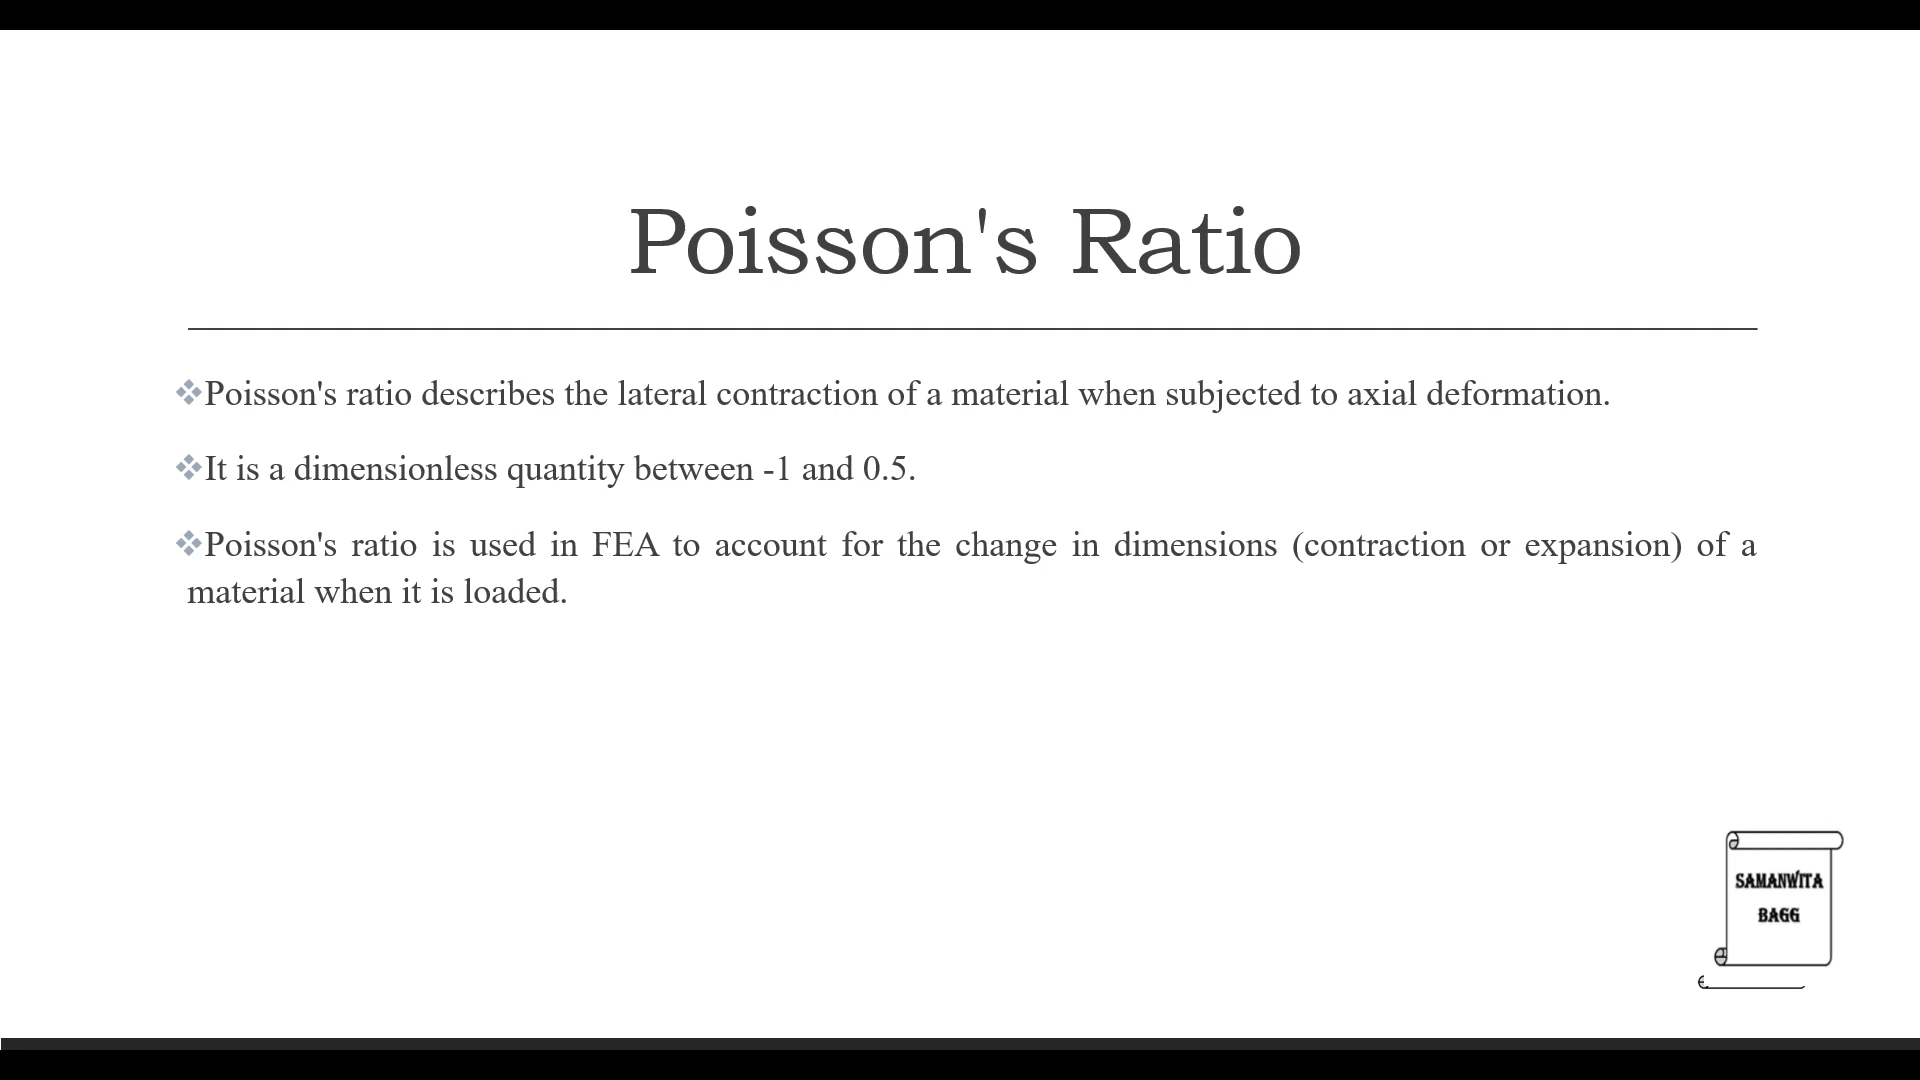 Poisson's Ratio
❖Poisson's ratio describes the lateral contraction of a material when subjected to axial deformation.
❖It is a dimensionless quantity between -1 and 0.5.
❖Poisson's ratio is used in FEA to account for the change in dimensions (contraction or expansion) of a
material when it is loaded.
SAMANWITA
BAGG